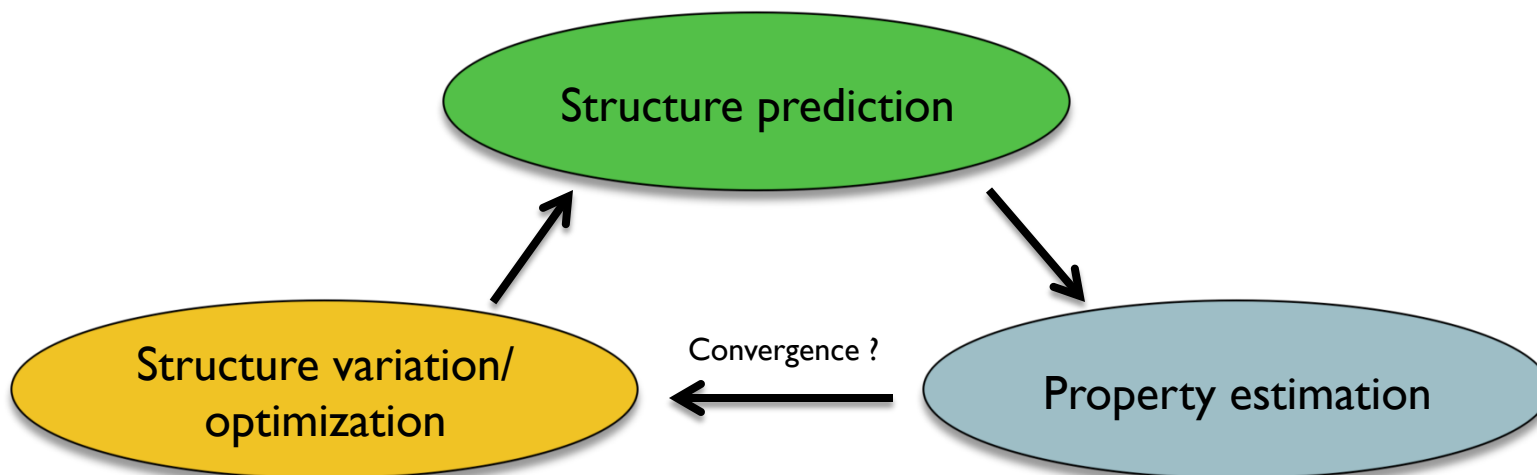 Structure prediction
Convergence ?
Structure variation/
optimization
Property estimation